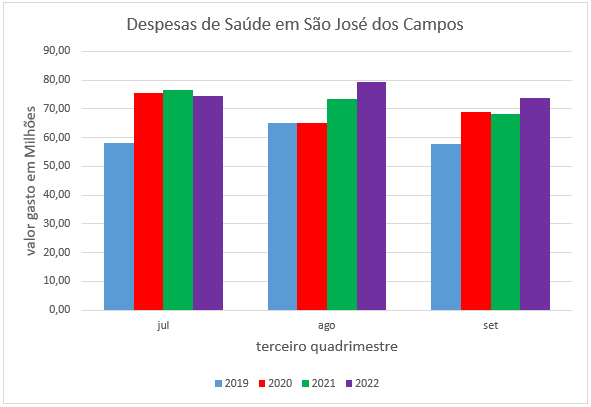 Despesas de Saúde em São José dos Campos
valor gasto em Milhões
90,00
80,00
70,00
60,00
50,00
40,00
30,00
20,00
10,00
0,00
jul ago set
terceiro quadrimestre
2019 2020 2021 2022